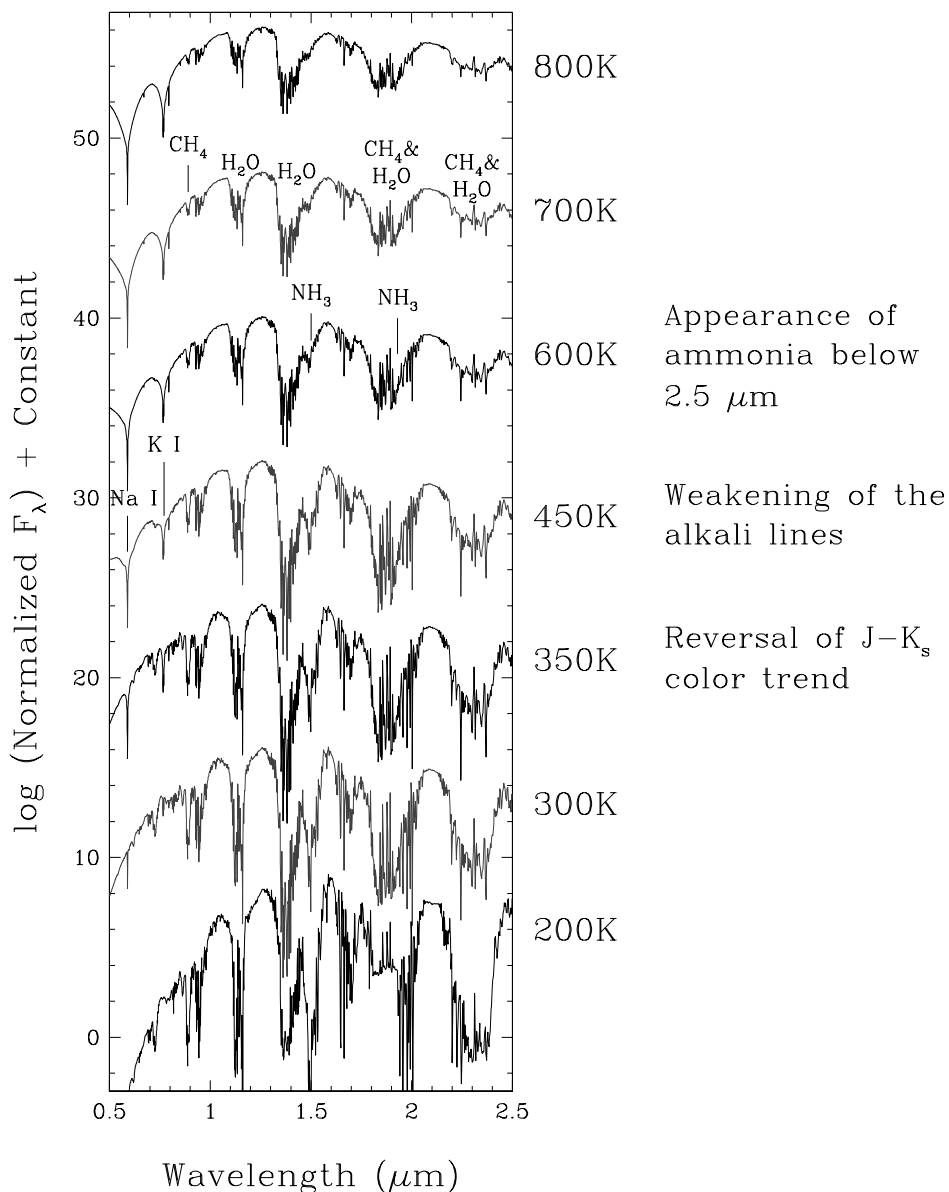 800K
50
CH₄
H₂O
H₂O
CH₄&
H₂O
CH₄&
H₂O
700K
NH₃
NH₃
40
600K
Appearance of
ammonia below
2.5 μm
K I
Na I
30
450K
Weakening of the
alkali lines
20
350K
Reversal of J−Kₛ
color trend
300K
10
200K
0
0.5
1
1.5
2
2.5
Wavelength (μm)
log (Normalized F_λ) + Constant